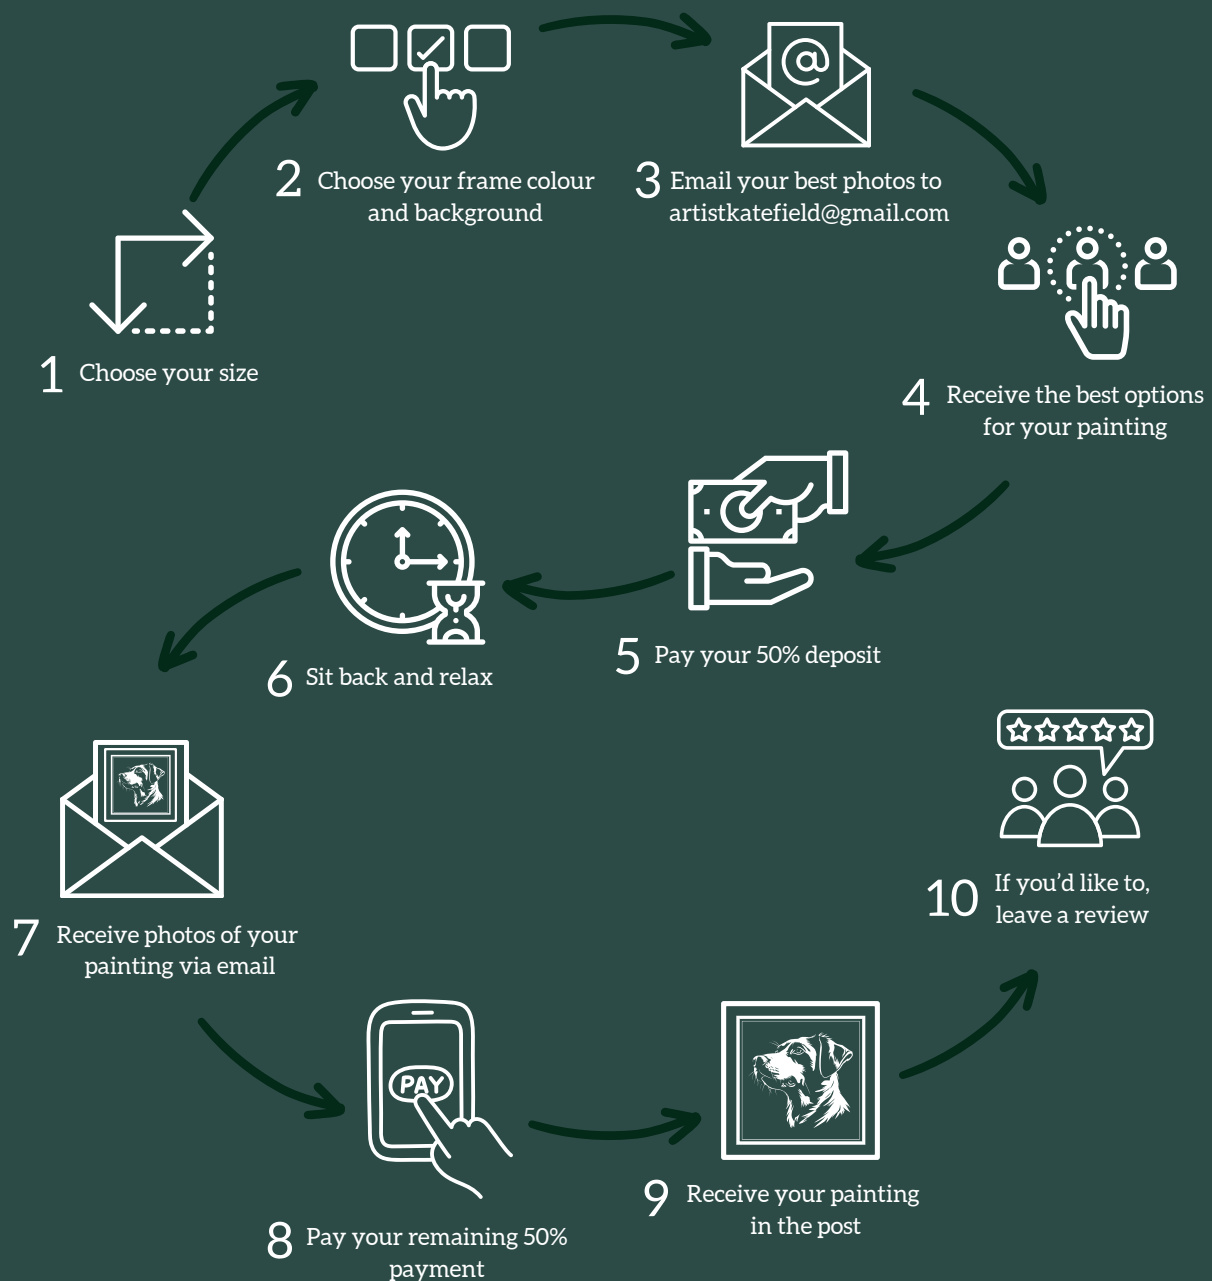 1 Choose your size
2 Choose your frame colour
and background
3 Email your best photos to
artistkatefield@gmail.com
4 Receive the best options
for your painting
5 Pay your 50% deposit
6 Sit back and relax
7 Receive photos of your
painting via email
PAY
8 Pay your remaining 50%
payment
9 Receive your painting
in the post
10 If you’d like to,
leave a review
@